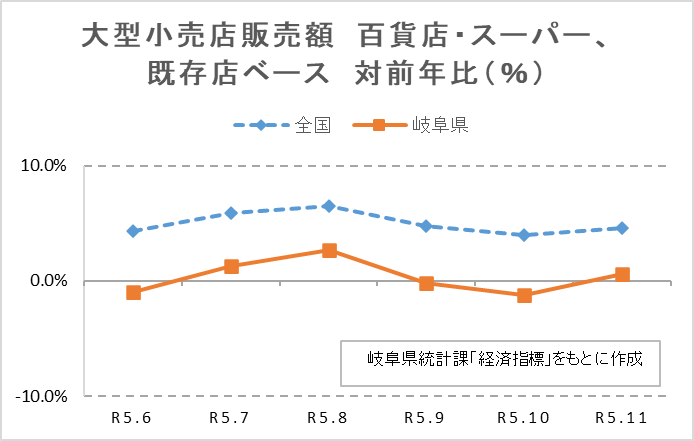 大型小売店販売額　百貨店・スーパー、
既存店ベース　対前年比（％）
全国　岐阜県
10.0%
0.0%
-10.0%
岐阜県統計課「経済指標」をもとに作成
R5.6 R5.7 R5.8 R5.9 R5.10 R5.11